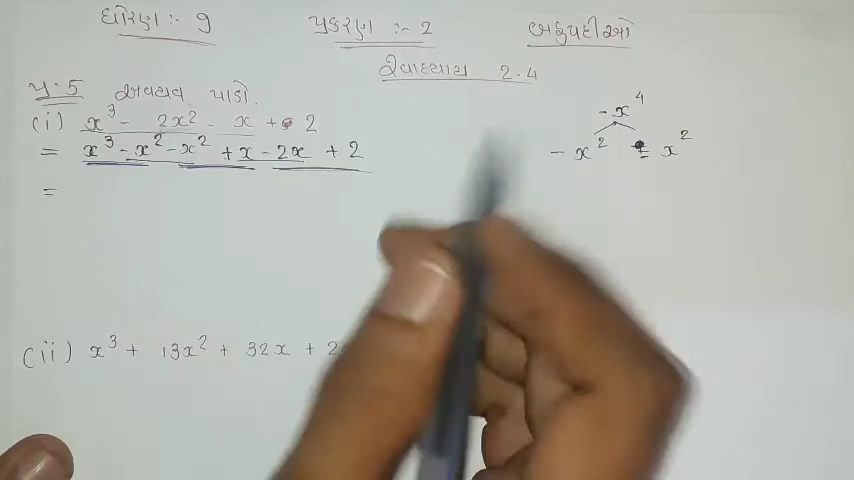 ધોરણ :- 9 પ્રકરણ :- 2 બહુપદીઓ
સ્વાધ્યાય 2.4
પ્ર:5 અવયવ પાડો.
(i) x³ - 2x² - x + 2
= x³ - x² - x² + x - 2x + 2
=
- x⁴
- x² ± x²
(ii) x³ + 13x² + 32x + 2